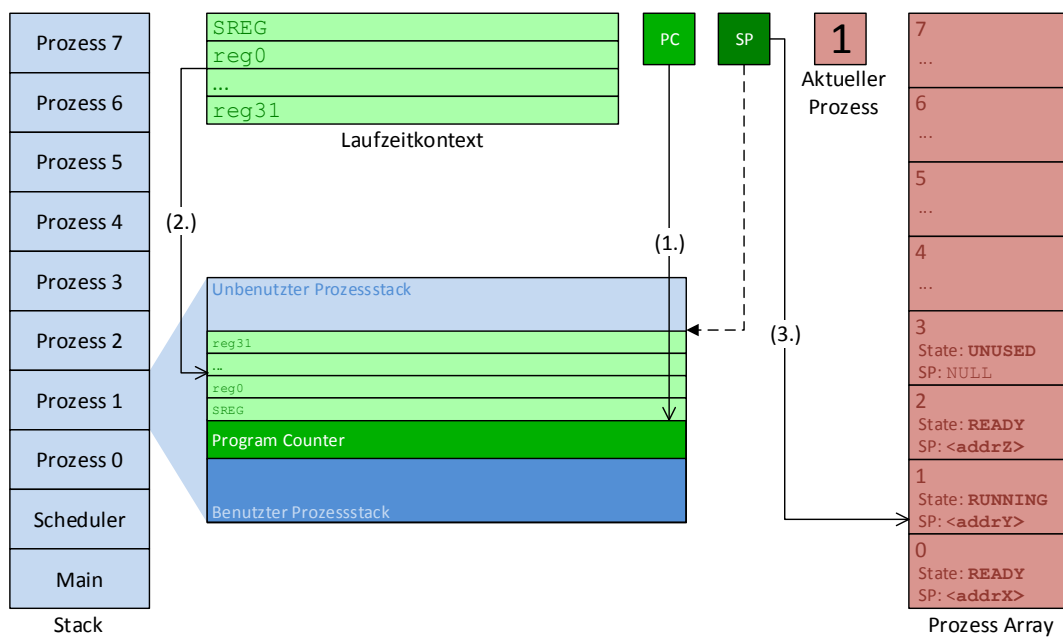 Prozess 7
Prozess 6
Prozess 5
Prozess 4
Prozess 3
Prozess 2
Prozess 1
Prozess 0
Scheduler
Main
Stack
SREG
reg0
...
reg31
Laufzeitkontext
(2.)
Unbenutzter Prozessstack
reg31
...
reg0
SREG
Program Counter
Benutzter Prozessstack
PC
SP
(1.)
(3.)
1
Aktueller
Prozess
7
...
6
...
5
...
4
...
3
State: UNUSED
SP: NULL
2
State: READY
SP: <addrZ>
1
State: RUNNING
SP: <addrY>
0
State: READY
SP: <addrX>
Prozess Array